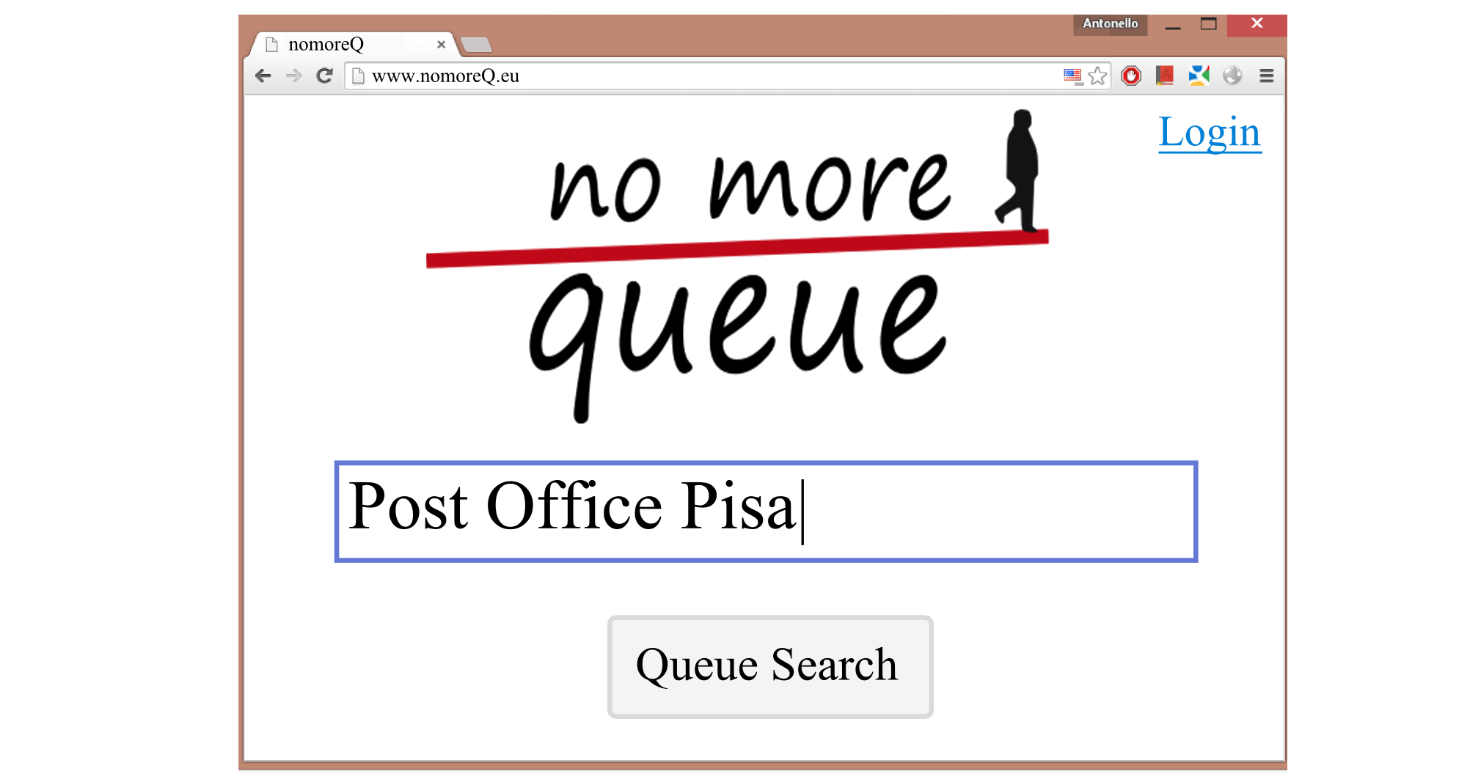 Antonello
nomoreQ
www.nomoreQ.eu
Login
no more
queue
Post Office Pisa
Queue Search